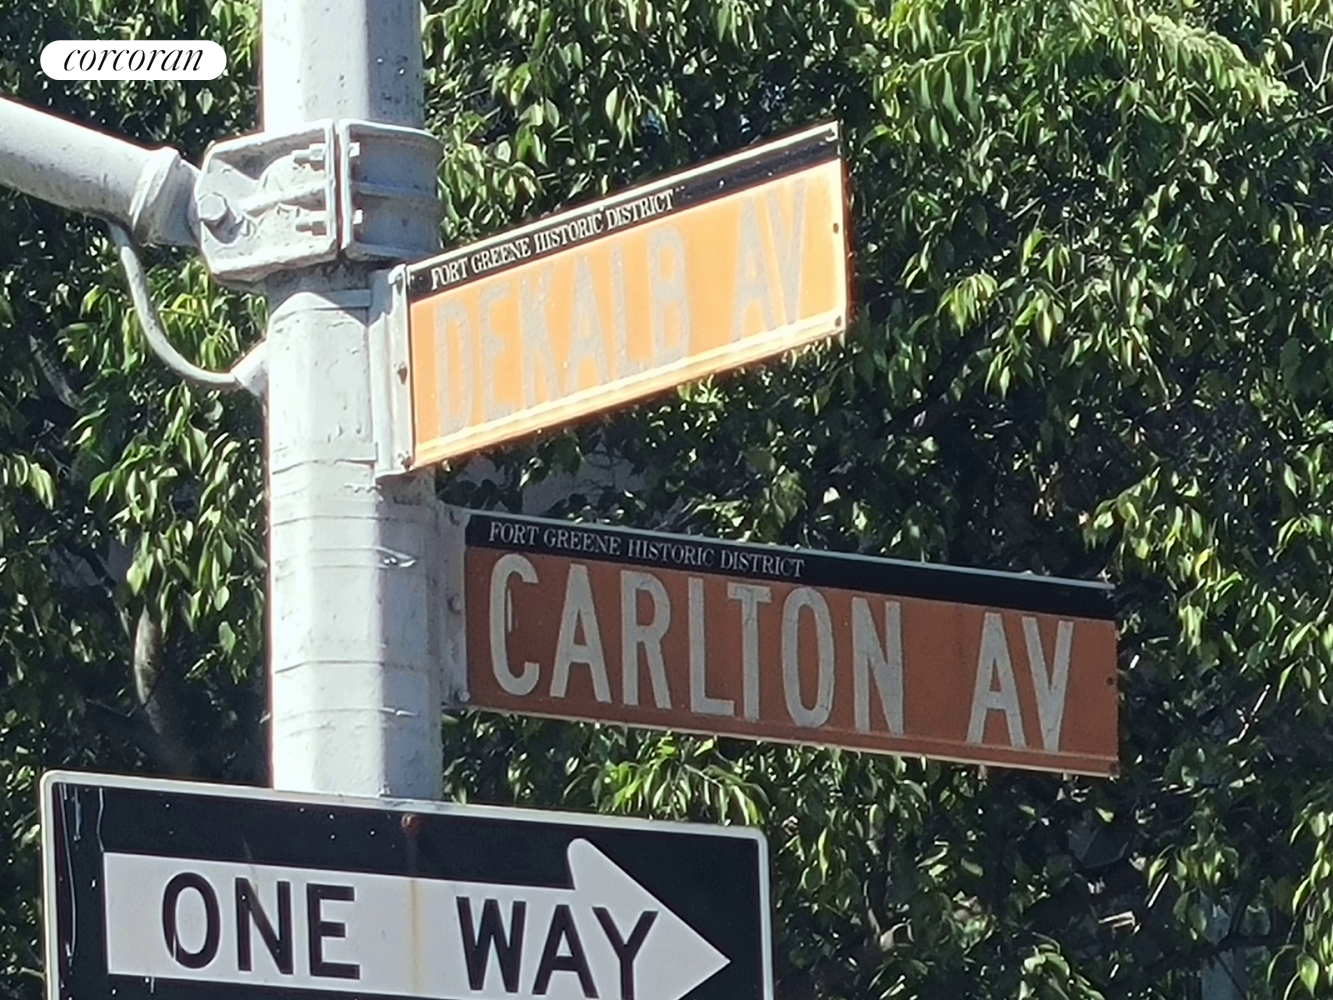 corcoran
FORT GREENE HISTORIC DISTRICT
DEKALB AV
FORT GREENE HISTORIC DISTRICT
CARLTON AV
ONE WAY